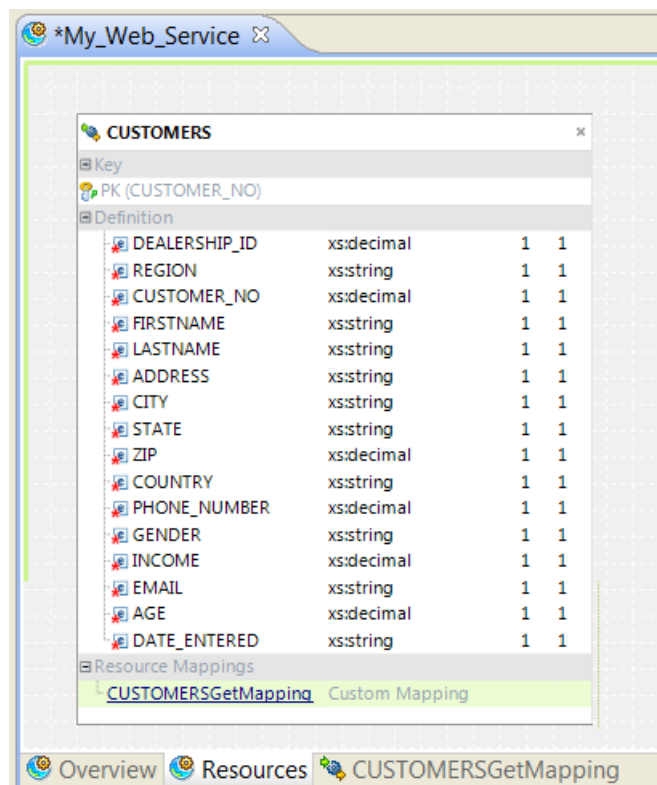 *My_Web_Service
CUSTOMERS
Key
PK (CUSTOMER_NO)
Definition
DEALERSHIP_ID xs:decimal 1 1
REGION xs:string 1 1
CUSTOMER_NO xs:decimal 1 1
FIRSTNAME xs:string 1 1
LASTNAME xs:string 1 1
ADDRESS xs:string 1 1
CITY xs:string 1 1
STATE xs:string 1 1
ZIP xs:decimal 1 1
COUNTRY xs:string 1 1
PHONE_NUMBER xs:decimal 1 1
GENDER xs:string 1 1
INCOME xs:decimal 1 1
EMAIL xs:string 1 1
AGE xs:decimal 1 1
DATE_ENTERED xs:string 1 1
Resource Mappings
CUSTOMERSGetMapping Custom Mapping
Overview Resources CUSTOMERSGetMapping